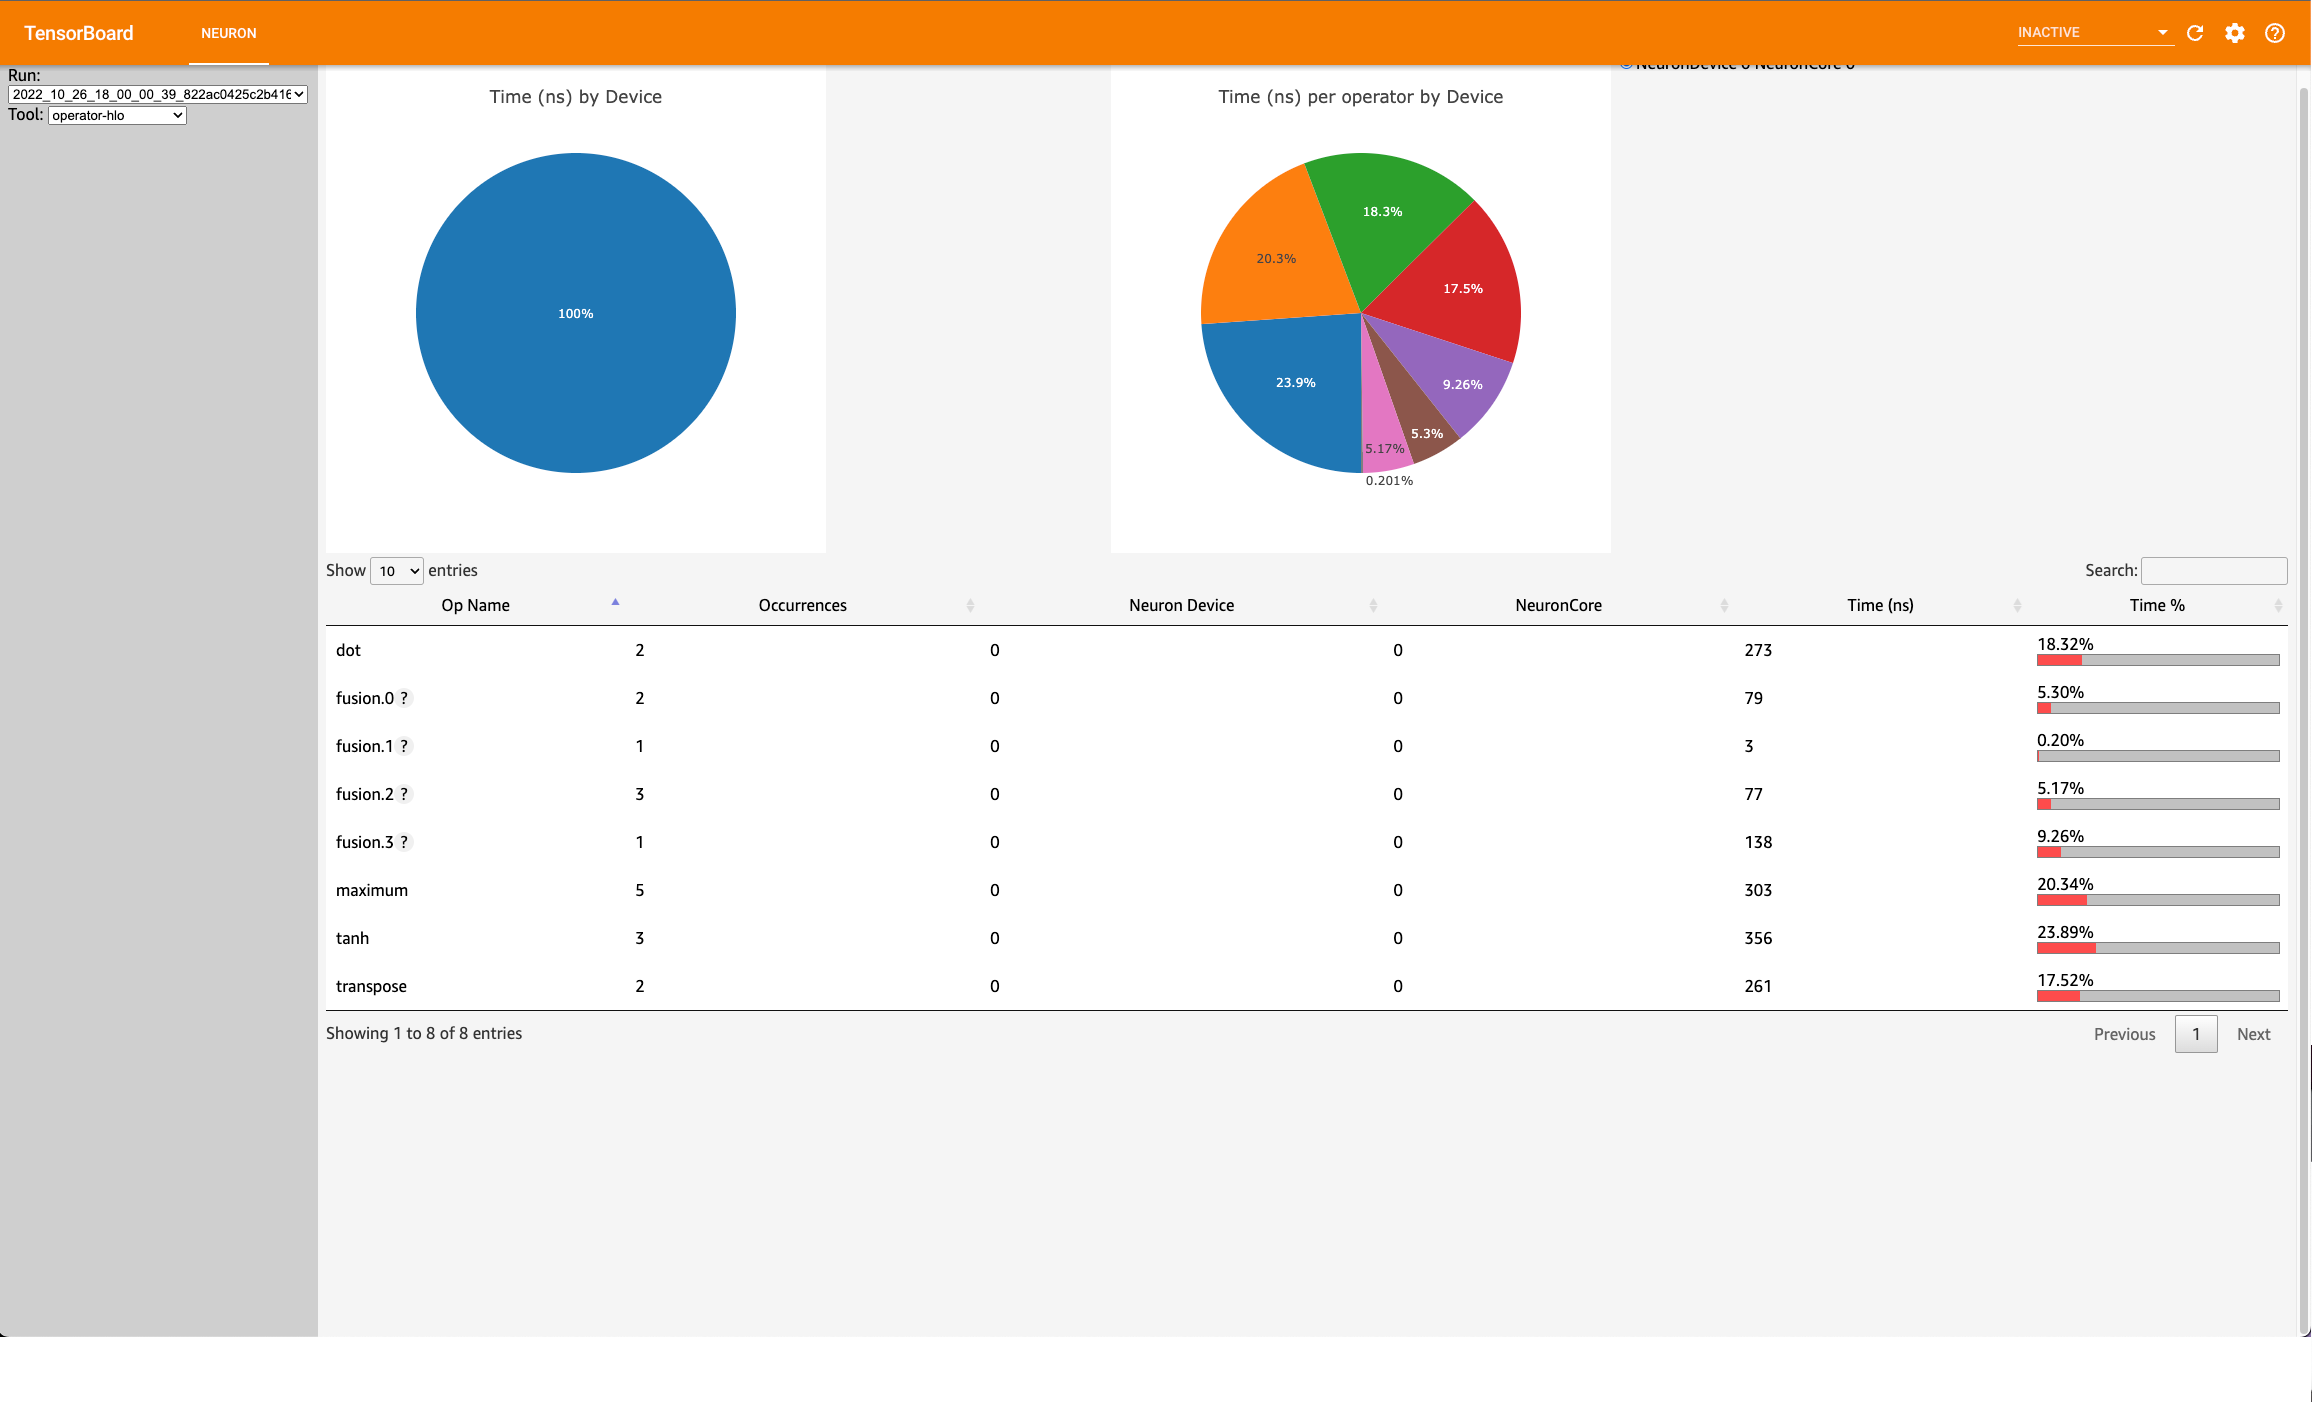 TensorBoard NEURON INACTIVE
Run:
2022_10_26_18_00_00_39_822ac0425c2b416
Tool: operator-hlo
NeuronDevice 0 NeuronCore 0
Time (ns) by Device
100%
Time (ns) per operator by Device
18.3%
20.3%
17.5%
23.9%
9.26%
5.3%
5.17%
0.201%
Show 10 entries Search:
Op Name Occurrences Neuron Device NeuronCore Time (ns) Time %
dot 2 0 0 273 18.32%
fusion.0 ? 2 0 0 79 5.30%
fusion.1 ? 1 0 0 3 0.20%
fusion.2 ? 3 0 0 77 5.17%
fusion.3 ? 1 0 0 138 9.26%
maximum 5 0 0 303 20.34%
tanh 3 0 0 356 23.89%
transpose 2 0 0 261 17.52%
Showing 1 to 8 of 8 entries Previous 1 Next